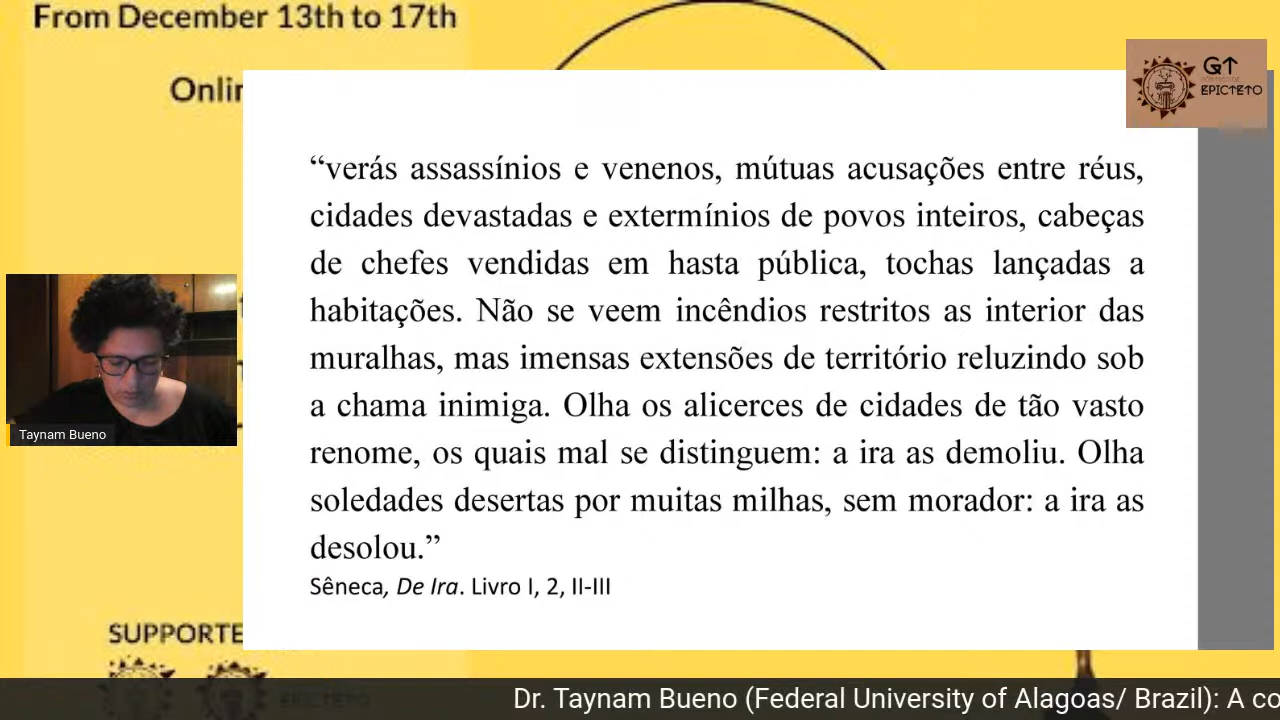 From December 13th to 17th
Onlin
GT
EPICTETO
“verás assassínios e venenos, mútuas acusações entre réus,
cidades devastadas e extermínios de povos inteiros, cabeças
de chefes vendidas em hasta pública, tochas lançadas a
habitações. Não se veem incêndios restritos as interior das
muralhas, mas imensas extensões de território reluzindo sob
a chama inimiga. Olha os alicerces de cidades de tão vasto
renome, os quais mal se distinguem: a ira as demoliu. Olha
soledades desertas por muitas milhas, sem morador: a ira as
desolou.”
Sêneca, De Ira. Livro I, 2, II-III
Taynam Bueno
SUPPORTE
Dr. Taynam Bueno (Federal University of Alagoas/ Brazil): A co